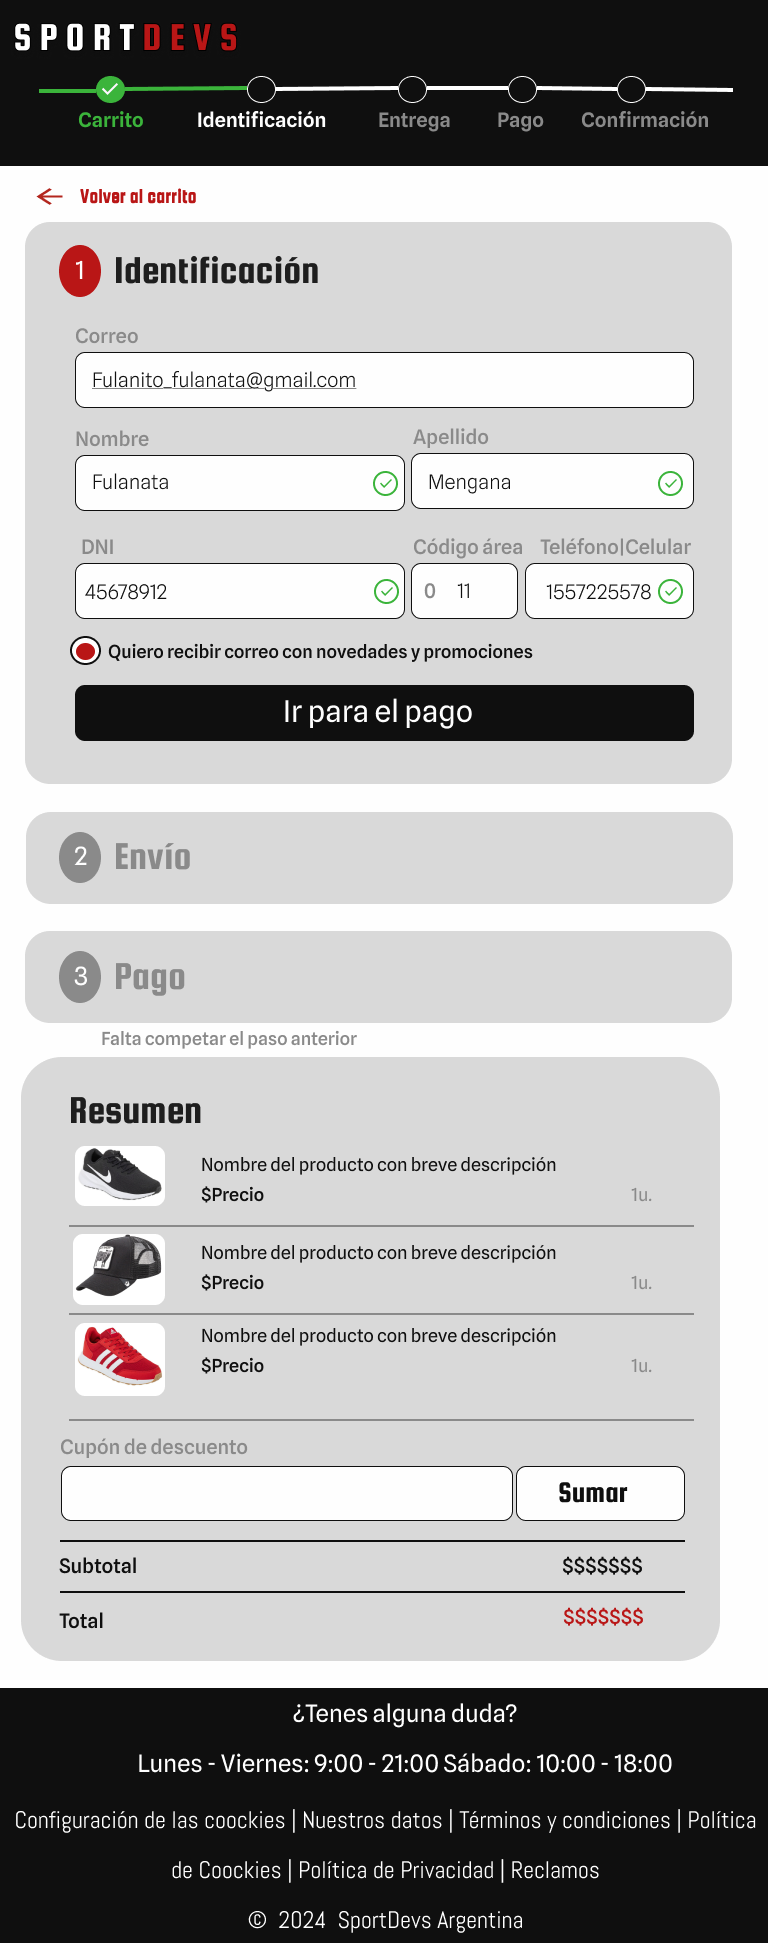 SPORTDEVS
Carrito Identificación Entrega Pago Confirmación
Volver al carrito
1 Identificación
Correo
Fulanito_fulanata@gmail.com
Nombre Apellido
Fulanata Mengana
DNI Código área Teléfono|Celular
45678912 0 11 1557225578
Quiero recibir correo con novedades y promociones
Ir para el pago
2 Envío
3 Pago
Falta competar el paso anterior
Resumen
Nombre del producto con breve descripción
$Precio 1u.
Nombre del producto con breve descripción
$Precio 1u.
Nombre del producto con breve descripción
$Precio 1u.
Cupón de descuento
Sumar
Subtotal $$$$$$$
Total $$$$$$$
¿Tenes alguna duda?
Lunes - Viernes: 9:00 - 21:00 Sábado: 10:00 - 18:00
Configuración de las coockies | Nuestros datos | Términos y condiciones | Política
de Coockies | Política de Privacidad | Reclamos
© 2024 SportDevs Argentina